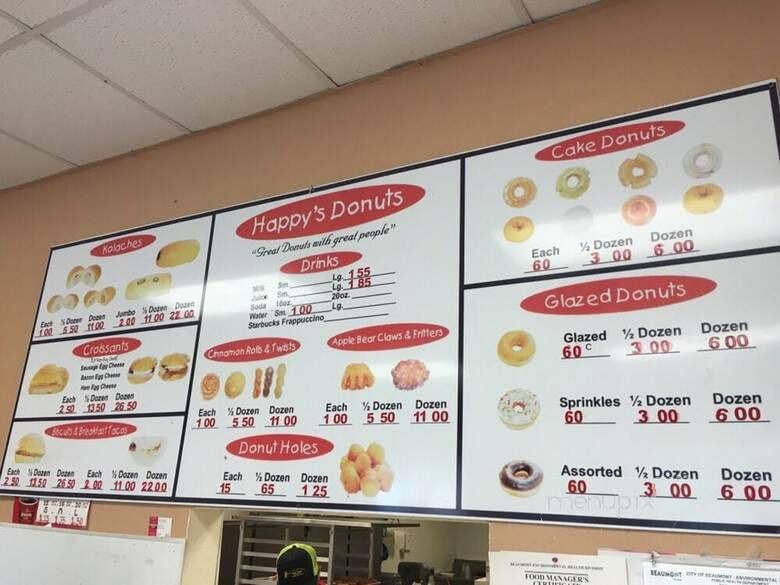 Kolaches
Each ½ Dozen Dozen Jumbo ½ Dozen Dozen
1 00 5 50 11 00 2 00 11 00 22 00
Croissants
Sausage Egg Cheese
Bacon Egg Cheese
Ham Egg Cheese
Each ½ Dozen Dozen
2 50 13 50 26 50
Biscuits & Breakfast Tacos
Each ½ Dozen Dozen Each ½ Dozen Dozen
2 50 13 50 26 50 2 00 11 00 22 00
Happy's Donuts
"Great Donuts with great people"
Drinks
Milk Sm. Lg. 1 55
Juice Sm. Lg. 1 85
Soda 16oz. 20oz.
Water Sm. 1 00 Lg.
Starbucks Frappuccino
Cinnamon Rolls & Twists
Each ½ Dozen Dozen
1 00 5 50 11 00
Apple Bear Claws & Fritters
Each ½ Dozen Dozen
1 00 5 50 11 00
Donut Holes
Each ½ Dozen Dozen
15 65 1 25
Cake Donuts
Each ½ Dozen Dozen
60 3 00 6 00
Glazed Donuts
Glazed ½ Dozen Dozen
60 C 3 00 6 00
Sprinkles ½ Dozen Dozen
60 3 00 6 00
Assorted ½ Dozen Dozen
60 3 00 6 00
menupix
S M L
1.35 1.50
FOOD MANAGER'S
CERTIFICATE
BEAUMONT CITY OF BEAUMONT - ENVIRONMENTAL